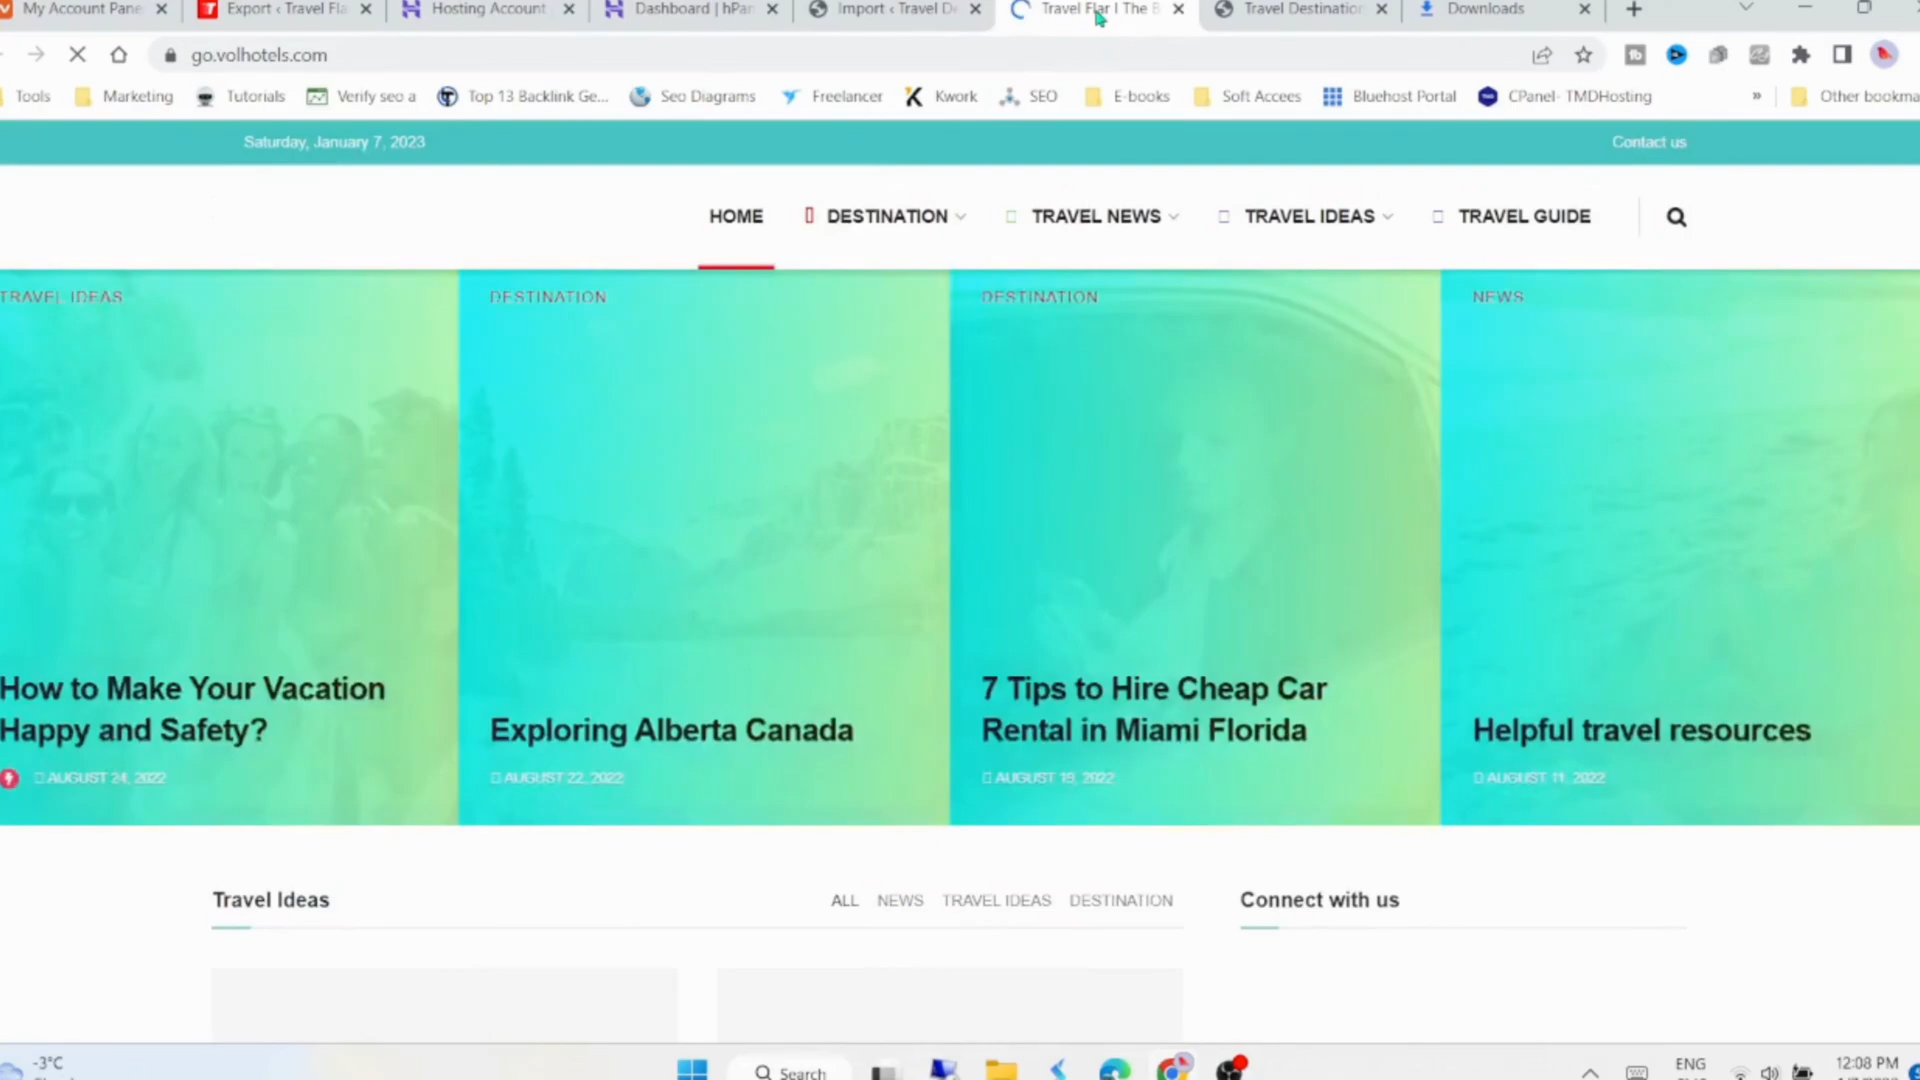 My Account Pane
Export ‹ Travel Fla
Hosting Account
Dashboard | hPan
Import ‹ Travel De
Travel Flar | The B
Travel Destination
Downloads
go.volhotels.com
Tools
Marketing
Tutorials
Verify seo a
Top 13 Backlink Ge...
Seo Diagrams
Freelancer
Kwork
SEO
E-books
Soft Accees
Bluehost Portal
CPanel- TMDHosting
»
Other bookma
Saturday, January 7, 2023
Contact us
HOME
DESTINATION
TRAVEL NEWS
TRAVEL IDEAS
TRAVEL GUIDE
TRAVEL IDEAS
How to Make Your Vacation
Happy and Safety?
AUGUST 24, 2022
DESTINATION
Exploring Alberta Canada
AUGUST 22, 2022
DESTINATION
7 Tips to Hire Cheap Car
Rental in Miami Florida
AUGUST 19, 2022
NEWS
Helpful travel resources
AUGUST 11, 2022
Travel Ideas
ALL NEWS TRAVEL IDEAS DESTINATION
Connect with us
-3°C
Search
ENG
12:08 PM